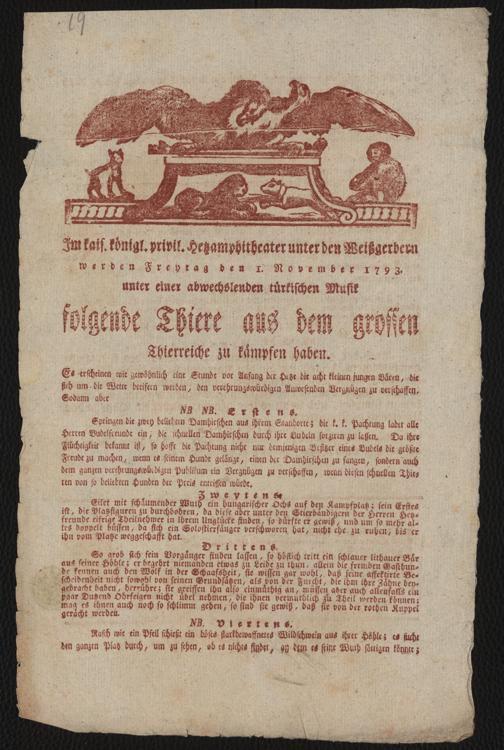 19
Im kais. königl. privil. Hetzamphitheater unter den Weißgerbern
werden Freytag den 1. November 1793,
unter einer abwechslenden türkischen Musik
folgende Thiere aus dem grossen
Thierreiche zu kämpfen haben.
Es erscheinen wie gewöhnlich eine Stunde vor Anfang der Hetze die acht kleinen jungen Bären, die
sich um die Wette beeifern werden, den verehrungswürdigen Anwesenden Vergnügen zu verschaffen.
Sodann aber
NB NB. Erstens.
Springen die zwey beliebten Damhirschen aus ihrem Standorte; die k. k. Pachtung ladet alle
Herren Budelfreunde ein, die schnellen Damhirschen durch ihre Budeln forziren zu lassen. Da ihre
Flüchtigkeit bekannt ist, so hofft die Pachtung nicht nur demjenigen Besitzer eines Budels die größte
Freude zu machen, wenn es seinem Hunde gelänge, einen der Damhirschen zu fangen, sondern auch
dem ganzen verehrungswürdigen Publikum ein Vergnügen zu verschaffen, wenn diesen schnellen Thie-
ren von so beliebten Hunden der Preis entrissen würde.
Zweytens.
Eilet mit schäumender Wuth ein hungarischer Ochs auf den Kampfplatz; sein Erstes
ist, die Platzfiguren zu durchbohren, da diese aber unter den Stierbändigern der Herren Hetz-
freunde eifrige Theilnehmer in ihrem Unglücke finden, so dürfte er gewiß, und um so mehr al-
les doppelt büssen, da sich ein Solostierfänger verschworen hat, nicht ehe zu ruhen, bis er
ihn vom Platze weggeschafft hat.
Drittens.
So grob sich sein Vorgänger finden lassen, so höflich tritt ein schlauer lithauer Bär
aus seiner Höhle; er begehrt niemanden etwas zu Leide zu thun, allein die fremden Gasthun-
de kennen auch den Wolf in der Schaafsheit, sie wissen gar wohl, daß seine affektirte Be-
scheidenheit nicht sowohl von seinen Grundsätzen, als von der Furcht, die ihm ihre Zähne bey-
gebracht haben, herrühre; sie greiffen ihn also einmüthig an, müssen aber auch allenfalls ein
paar Dutzend Ohrfeigen nicht übel nehmen, die ihnen vermuthlich zu Theil werden können;
mag es ihnen auch noch so schlimm gehen, so sind sie gewiß, daß sie von der rothen Kuppel
gerächt werden.
NB. Viertens.
Rasch wie ein Pfeil schießt ein böses starkbewaffnetes Wildschwein aus ihrer Höhle; es sucht
den ganzen Platz durch, um zu sehen, ob es nichts findet, an dem es seine Wuth sättigen könnte;